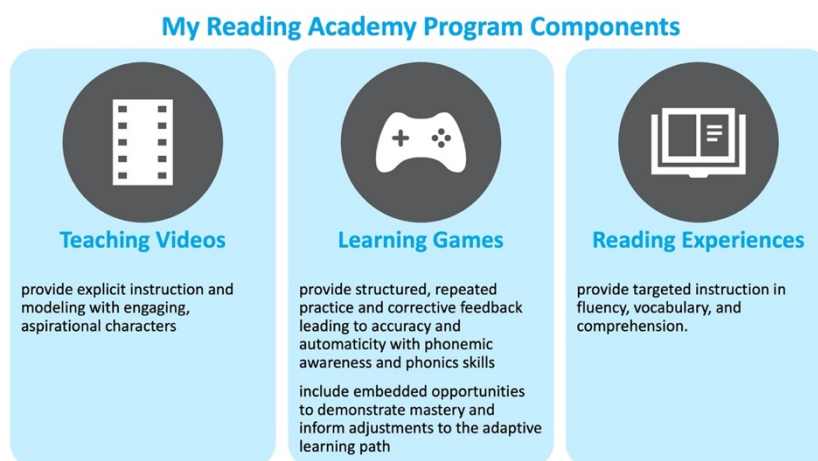 My Reading Academy Program Components
Teaching Videos
provide explicit instruction and
modeling with engaging,
aspirational characters
Learning Games
provide structured, repeated
practice and corrective feedback
leading to accuracy and
automaticity with phonemic
awareness and phonics skills
include embedded opportunities
to demonstrate mastery and
inform adjustments to the adaptive
learning path
Reading Experiences
provide targeted instruction in
fluency, vocabulary, and
comprehension.